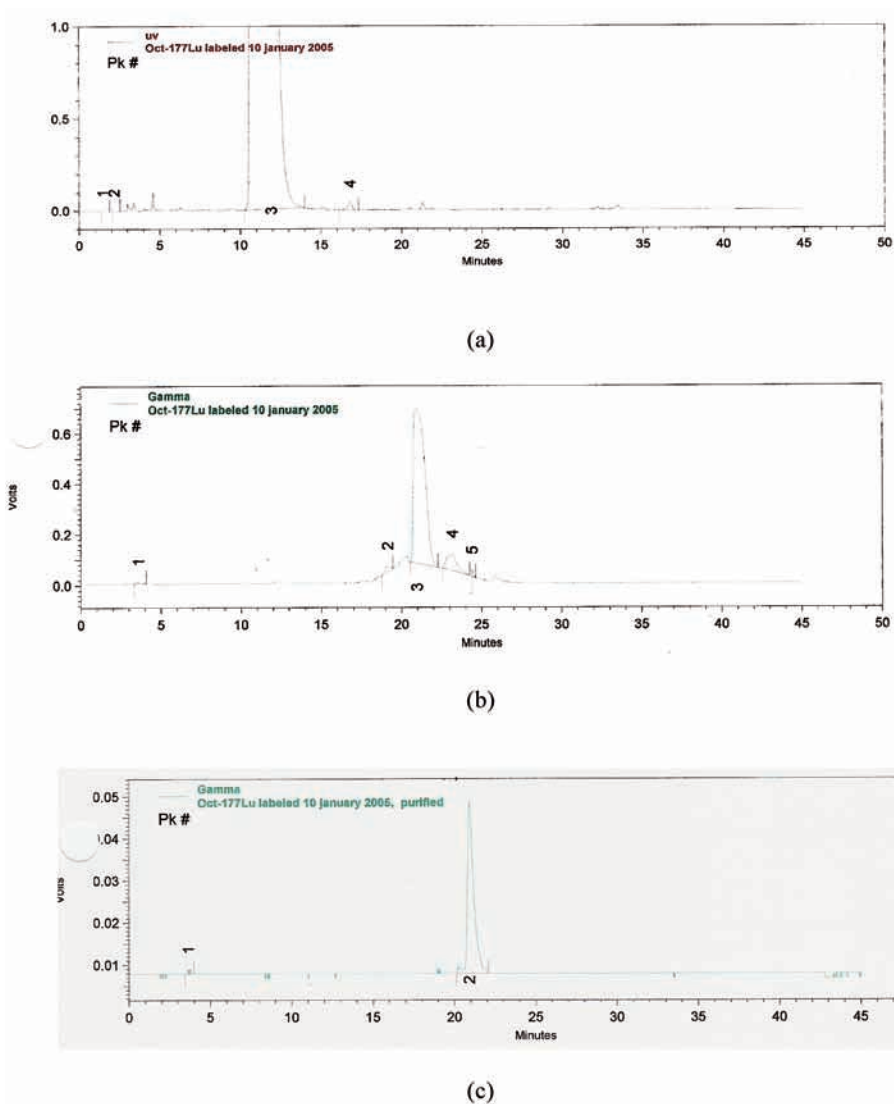 1.0
uv
Oct-177Lu labeled 10 january 2005
Pk #
0.5
0.0
1
2
3
4
0 5 10 15 20 25 30 35 40 45 50
Minutes
(a)
Gamma
Oct-177Lu labeled 10 january 2005
Pk #
0.6
0.4
0.2
0.0
Volts
1
2
3
4
5
0 5 10 15 20 25 30 35 40 45 50
Minutes
(b)
Gamma
Oct-177Lu labeled 10 january 2005, purified
Pk #
0.05
.04
0.03
0.02
0.01
Volts
1
2
0 5 10 15 20 25 30 35 40 45
Minutes
(c)